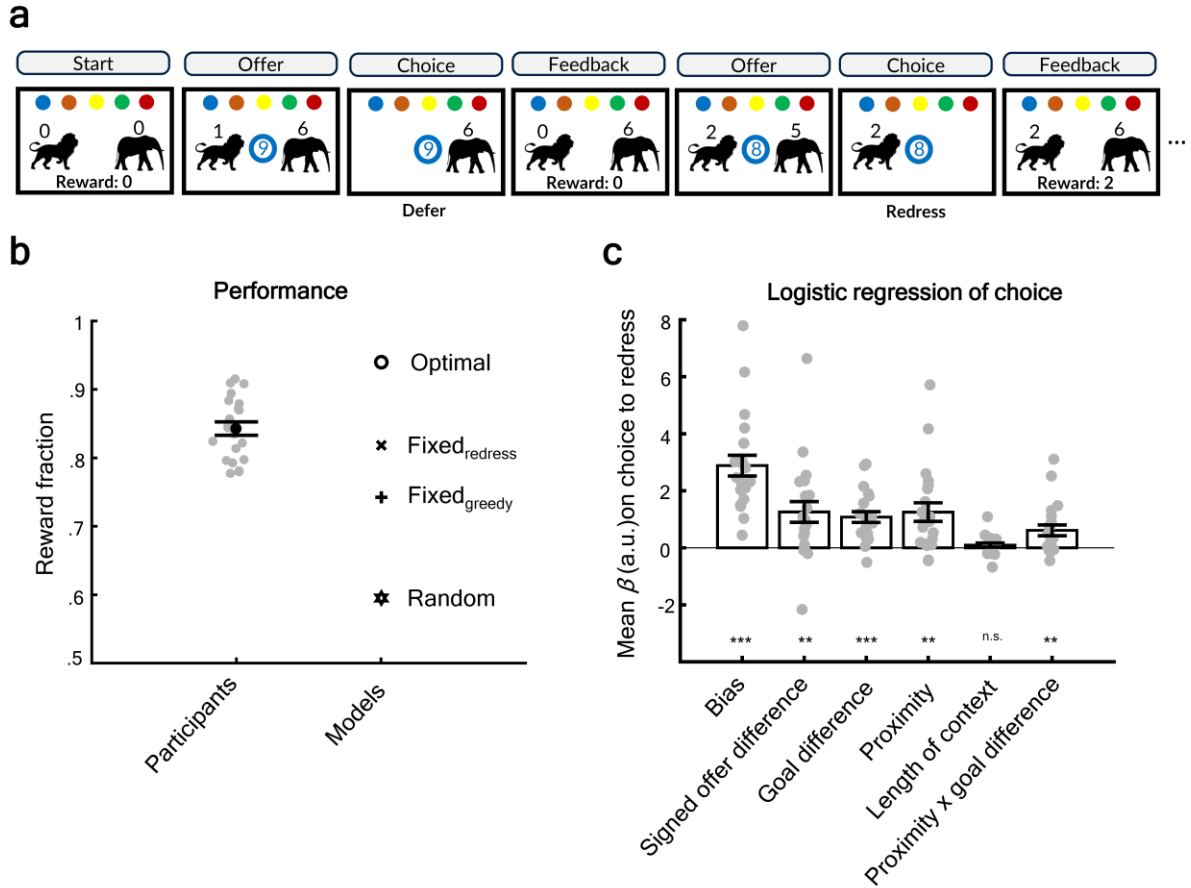 a
Start Offer Choice Feedback Offer Choice Feedback
0 0 1 6 6 0 6 2 5 2 2 6
9 9 8 8
Reward: 0 Reward: 0 Reward: 2
...
Defer Redress
b
Performance
Reward fraction
1
.9
.8
.7
.6
.5
Optimal
Fixedredress
Fixedgreedy
Random
Participants
Models
c
Logistic regression of choice
Mean β (a.u.)on choice to redress
8
6
4
2
0
-2
*** ** *** ** n.s. **
Bias
Signed offer difference
Goal difference
Proximity
Length of context
Proximity x goal difference